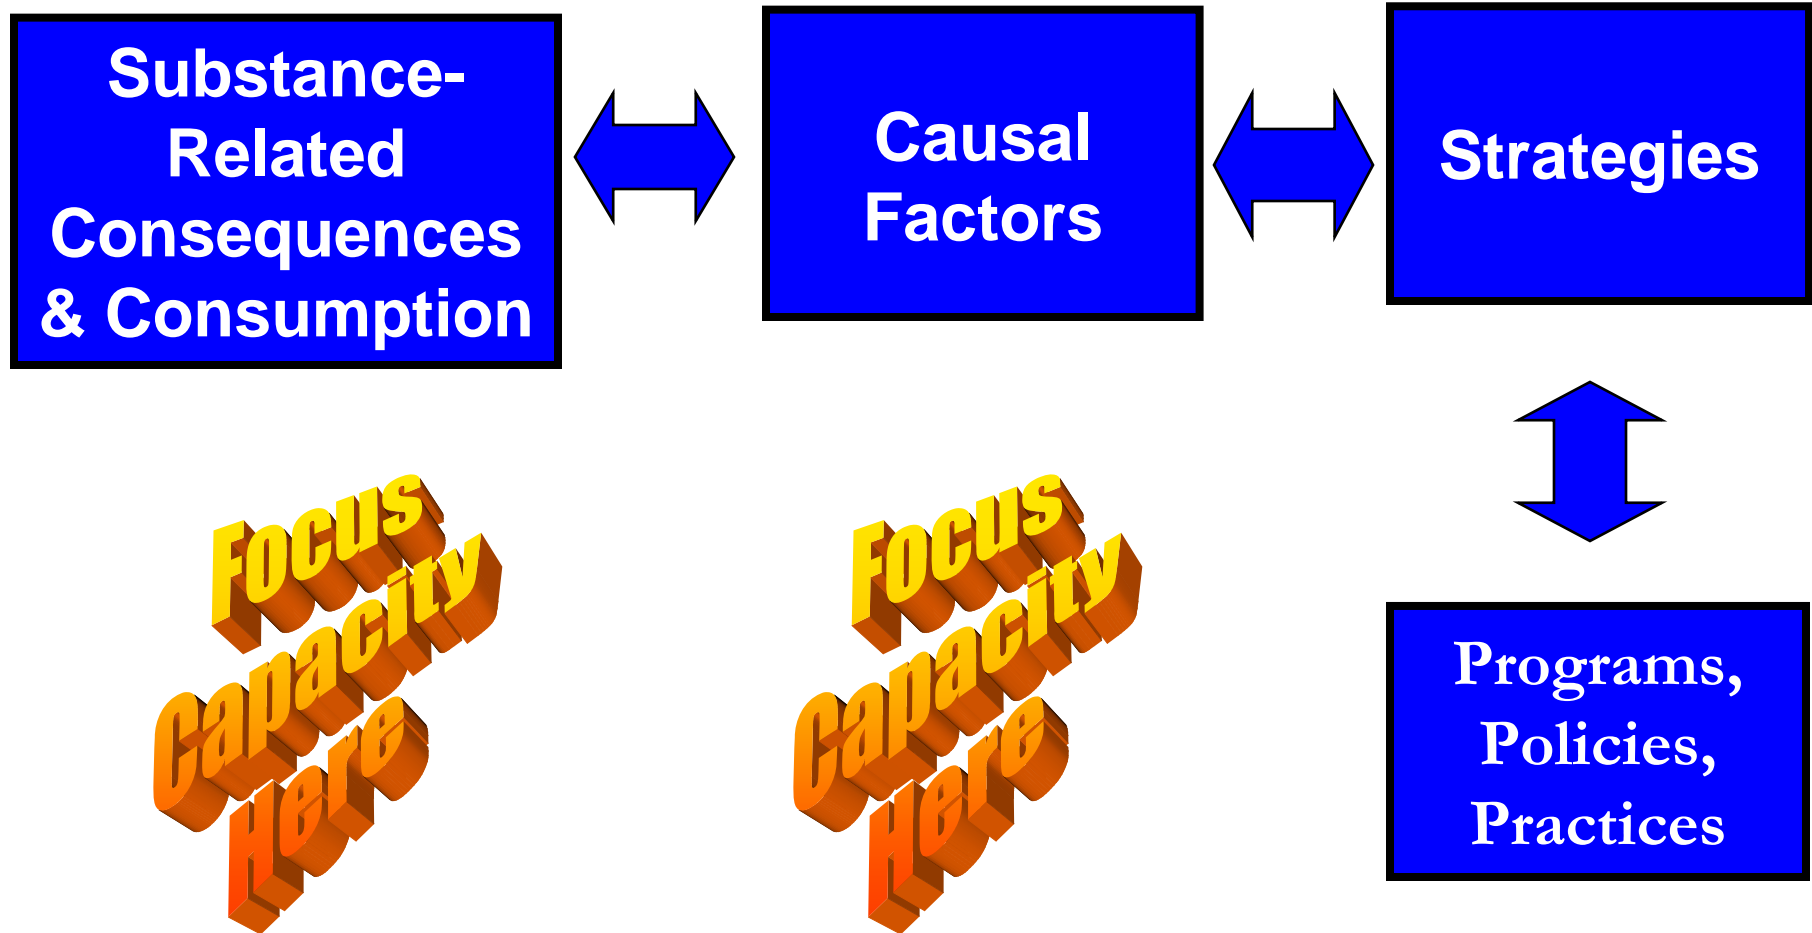 Substance-
Related
Consequences
& Consumption
Causal
Factors
Strategies
Focus
Capacity
Here
Focus
Capacity
Here
Programs,
Policies,
Practices